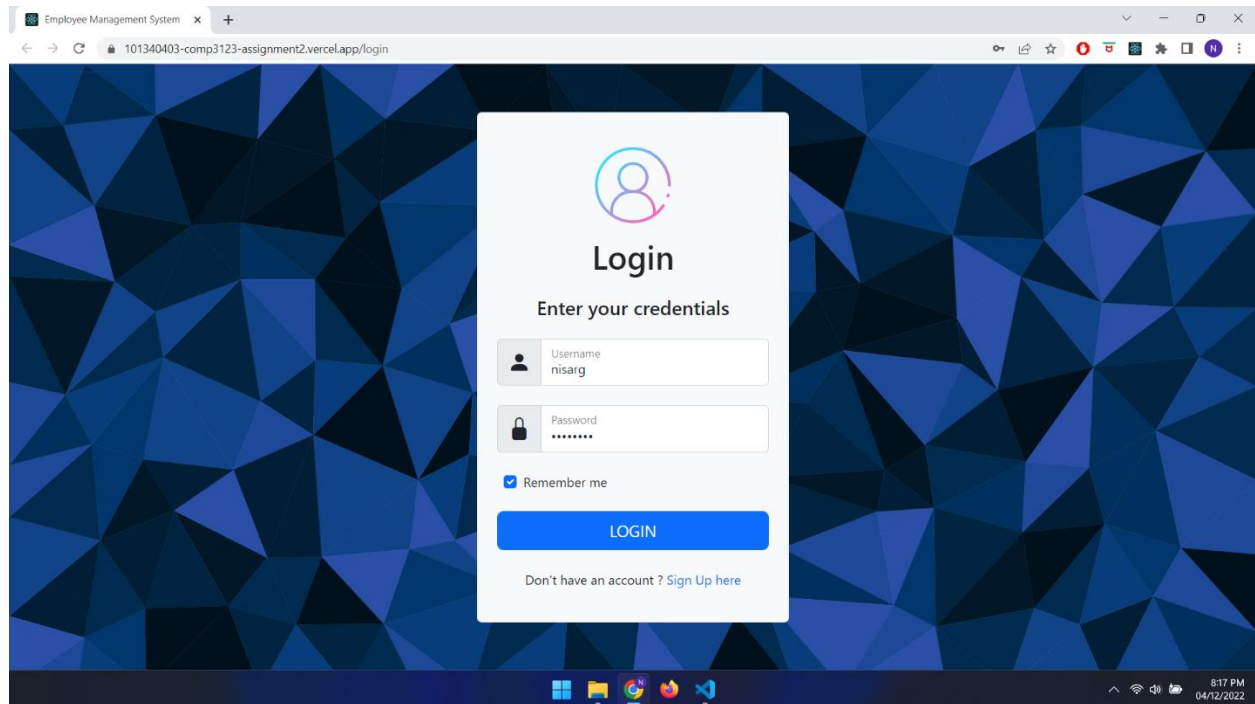 Employee Management System
101340403-comp3123-assignment2.vercel.app/login
N
Login
Enter your credentials
Username
nisarg
Password
••••••••
Remember me
LOGIN
Don't have an account ? Sign Up here
N
8:17 PM
04/12/2022